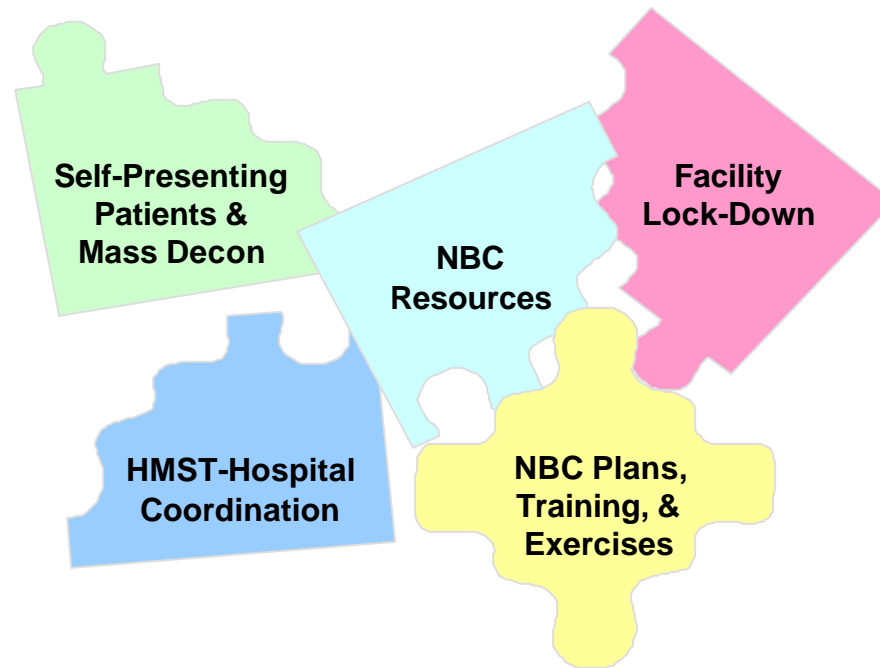 Self-Presenting
Patients &
Mass Decon
NBC
Resources
Facility
Lock-Down
HMST-Hospital
Coordination
NBC Plans,
Training, &
Exercises